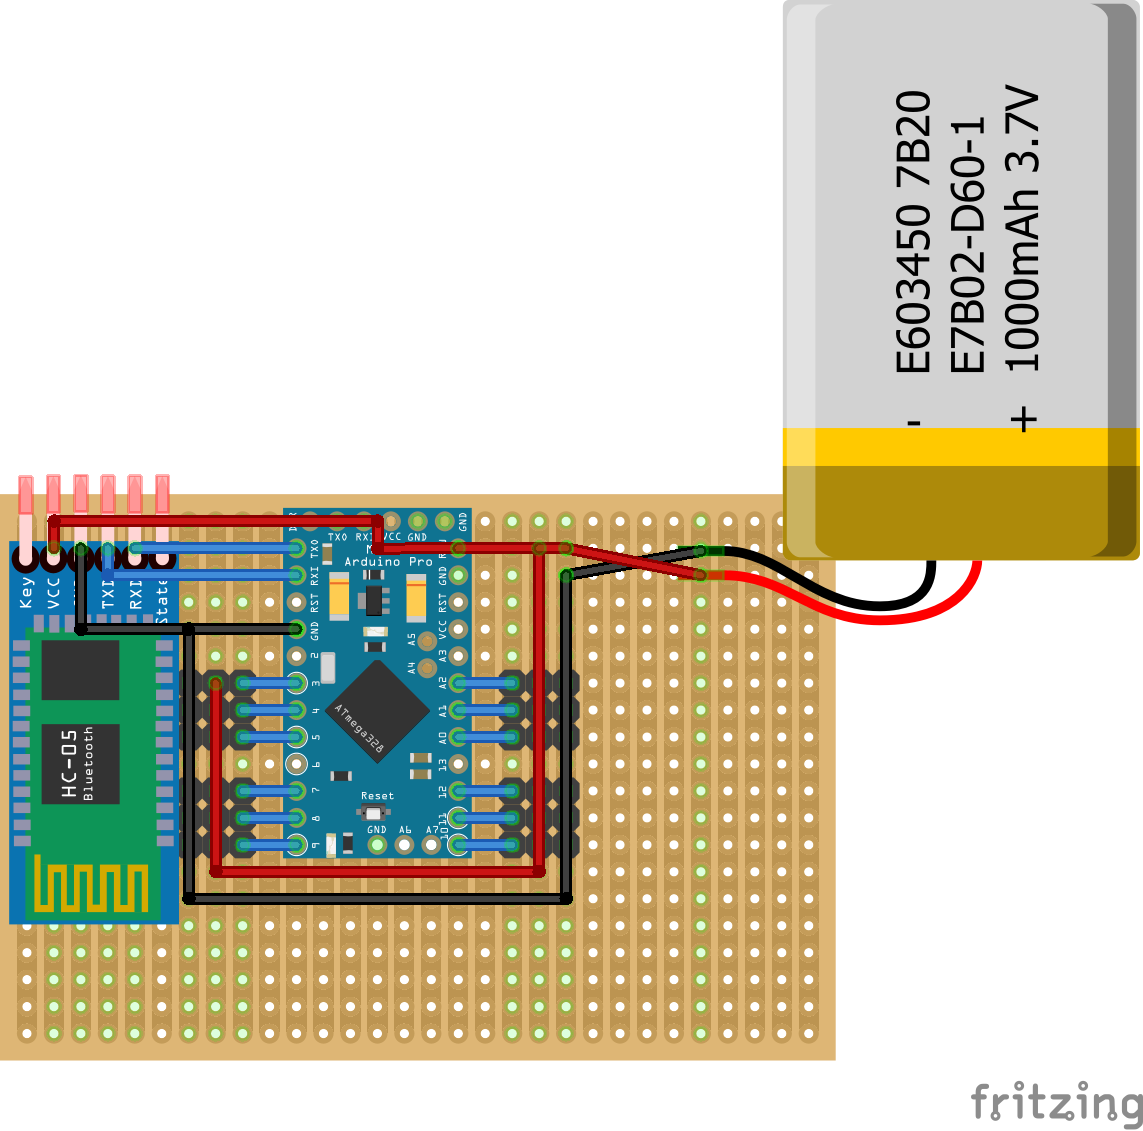 E603450 7B20
E7B02-D60-1
- + 1000mAh 3.7V
Key
VCC
TXD
RXD
State
HC-05
Bluetooth
TXO
RXI
VCC
GND
GND
Arduino Pro
TXO
RXI
RST
GND
2
3
4
5
6
7
8
9
GND
RST
VCC
A3
A2
A1
A0
13
12
11
10
A5
A4
ATmega328
Reset
GND
A6
A7
fritzing